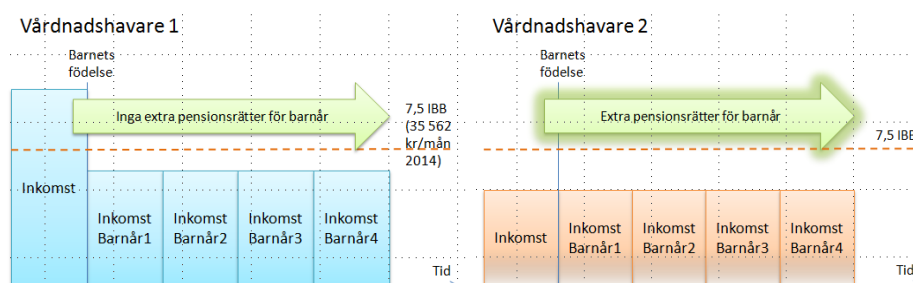 Vårdnadshavare 1
Barnets
födelse
Inga extra pensionsrätter för barnår
7,5 IBB
(35 562
kr/mån
2014)
Inkomst
Inkomst
Barnår1
Inkomst
Barnår2
Inkomst
Barnår3
Inkomst
Barnår4
Tid
Vårdnadshavare 2
Barnets
födelse
Extra pensionsrätter för barnår
7,5 IBB
Inkomst
Inkomst
Barnår1
Inkomst
Barnår2
Inkomst
Barnår3
Inkomst
Barnår4
Tid